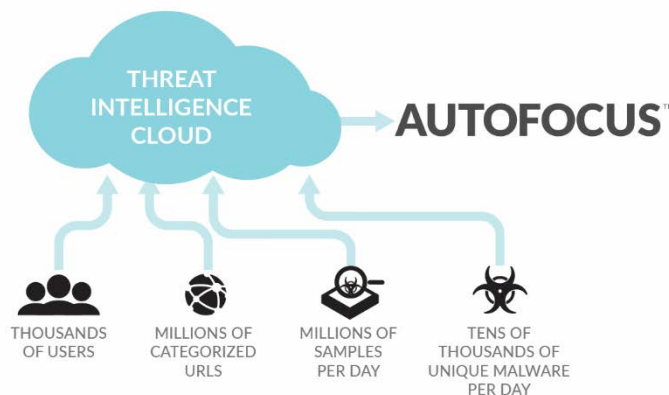 THREAT
INTELLIGENCE
CLOUD
AUTOFOCUS™
THOUSANDS
OF USERS
MILLIONS OF
CATEGORIZED
URLS
MILLIONS OF
SAMPLES
PER DAY
TENS OF
THOUSANDS OF
UNIQUE MALWARE
PER DAY